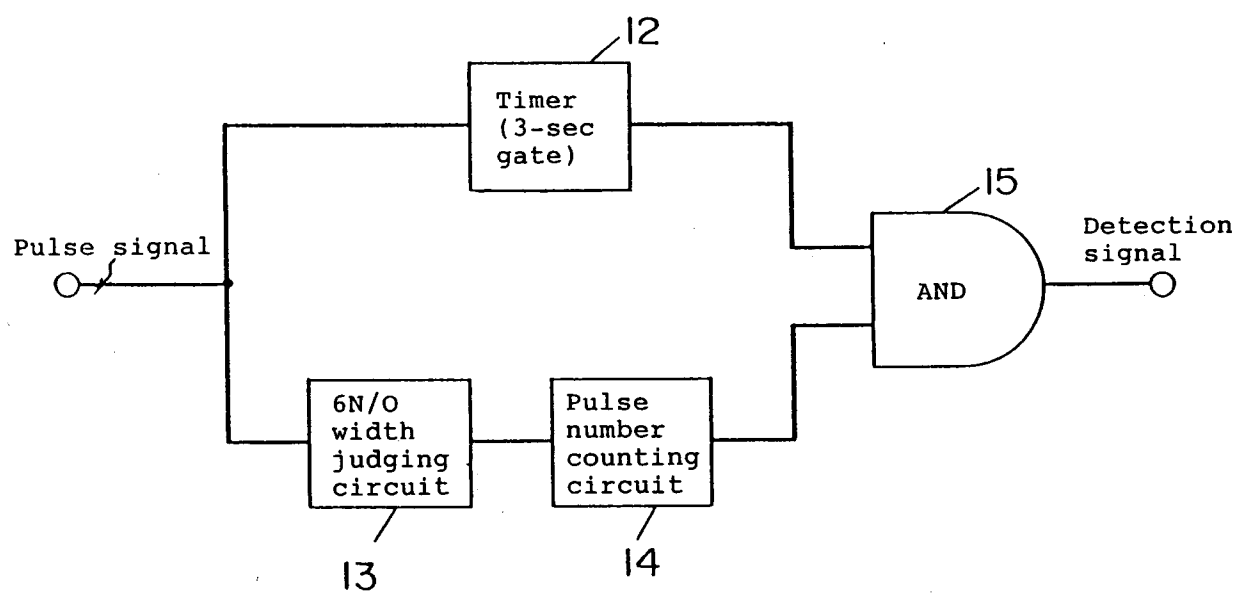 12
Timer
(3-sec
gate)
15
Pulse signal
Detection
signal
AND
6N/O
width
judging
circuit
Pulse
number
counting
circuit
13
14